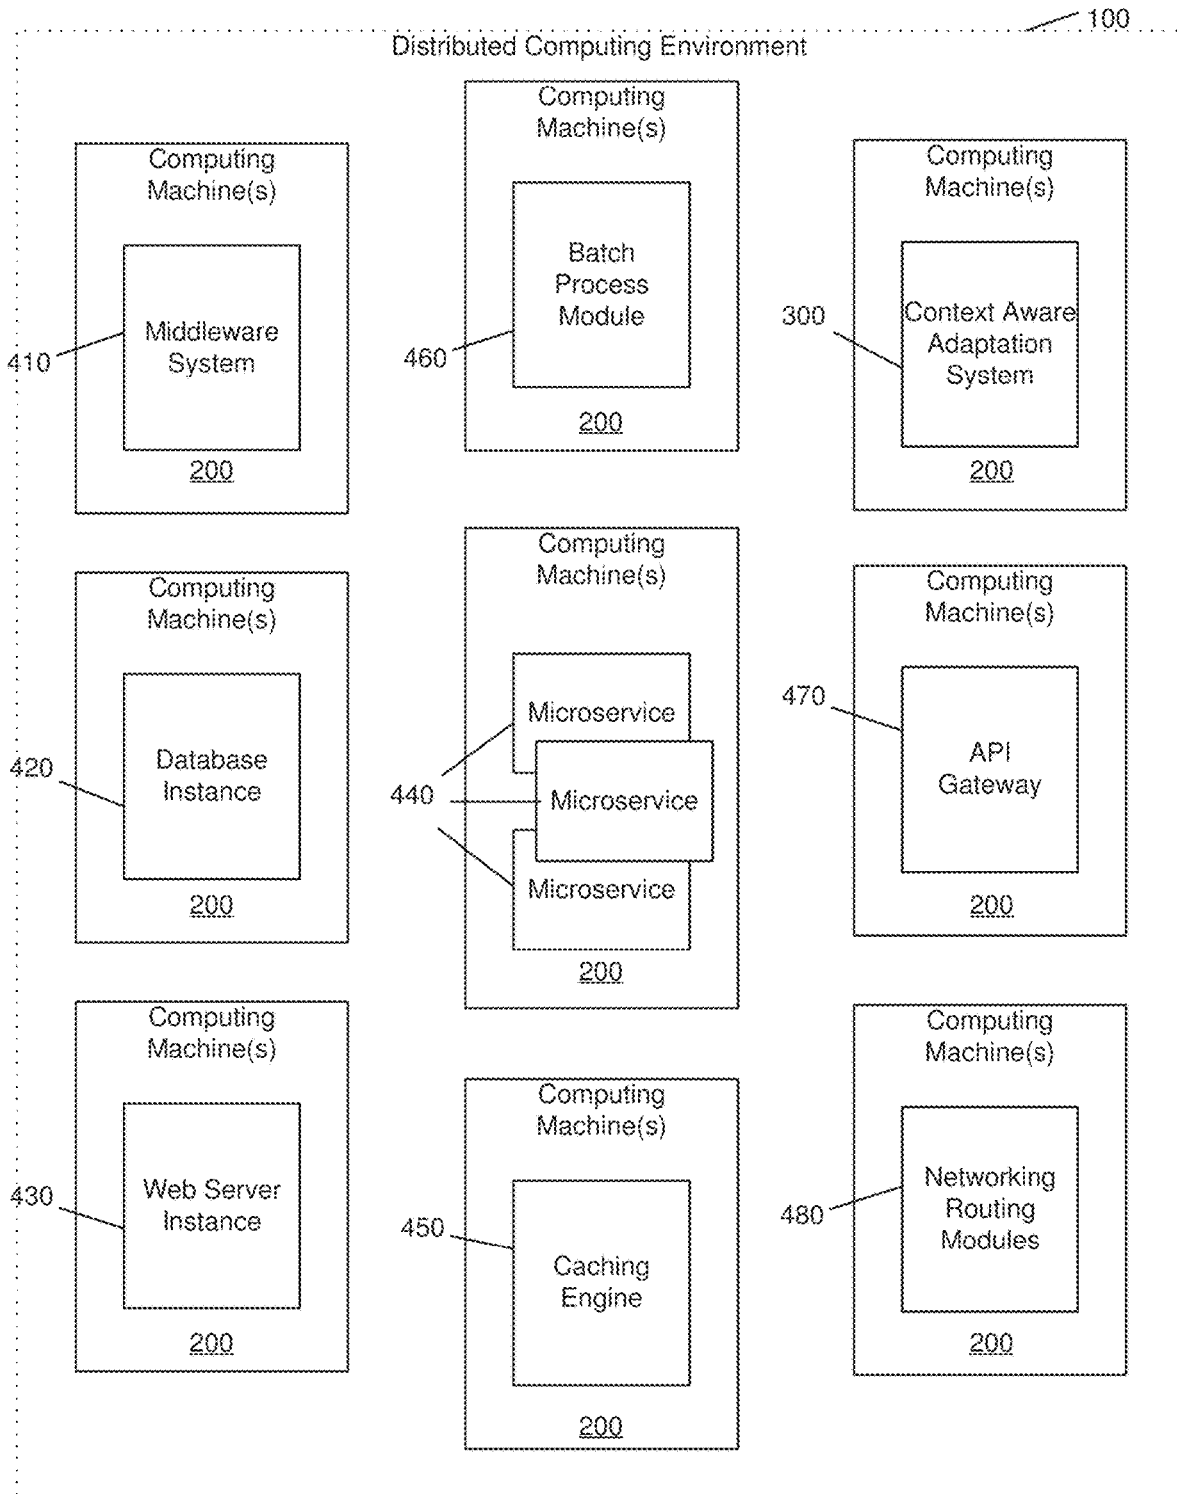 100
Distributed Computing Environment
Computing
Machine(s)
Middleware
System
410
200
Computing
Machine(s)
Batch
Process
Module
460
200
Computing
Machine(s)
300
Context Aware
Adaptation
System
200
Computing
Machine(s)
Database
Instance
420
200
Computing
Machine(s)
Microservice
440
Microservice
Microservice
200
Computing
Machine(s)
470
API
Gateway
200
Computing
Machine(s)
430
Web Server
Instance
200
Computing
Machine(s)
450
Caching
Engine
200
Computing
Machine(s)
480
Networking
Routing
Modules
200